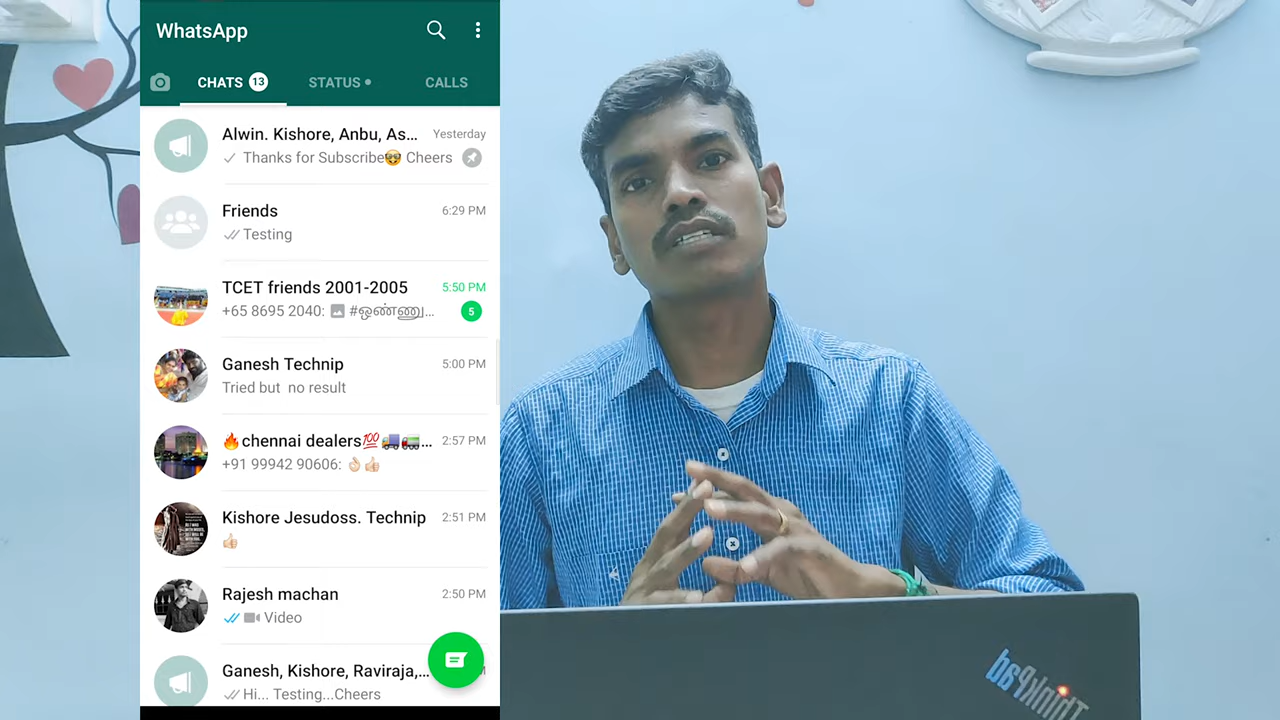 WhatsApp
CHATS 13 STATUS CALLS
Alwin. Kishore, Anbu, As... Yesterday
Thanks for Subscribe😎 Cheers
Friends 6:29 PM
Testing
TCET friends 2001-2005 5:50 PM
+65 8695 2040: #ஒண்ணு... 5
Ganesh Technip 5:00 PM
Tried but no result
🔥chennai dealers💯🚚🚛... 2:57 PM
+91 99942 90606: 👌🏻👍🏻
Kishore Jesudoss. Technip 2:51 PM
👍🏻
Rajesh machan 2:50 PM
Video
Ganesh, Kishore, Raviraja,...
Hi... Testing...Cheers
ThinkPad